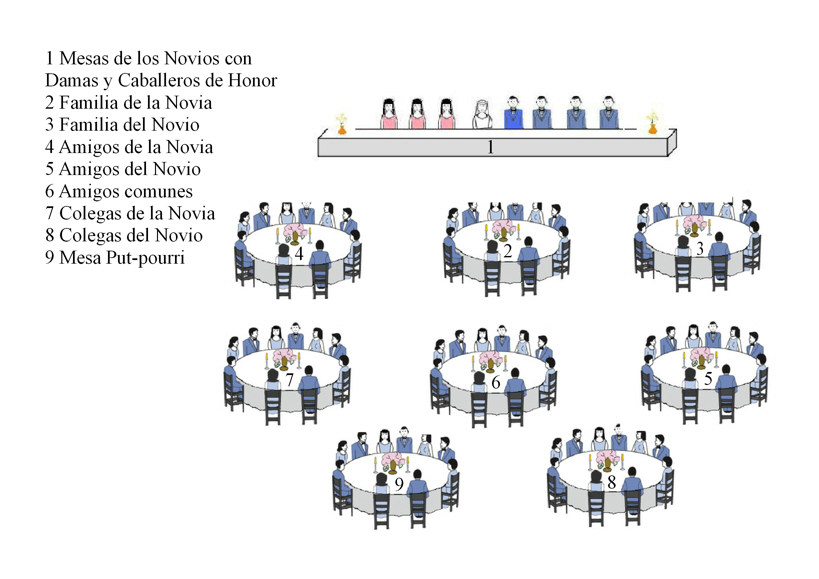 1 Mesas de los Novios con
Damas y Caballeros de Honor
2 Familia de la Novia
3 Familia del Novio
4 Amigos de la Novia
5 Amigos del Novio
6 Amigos comunes
7 Colegas de la Novia
8 Colegas del Novio
9 Mesa Put-pourri
1
4
2
3
7
6
5
9
8